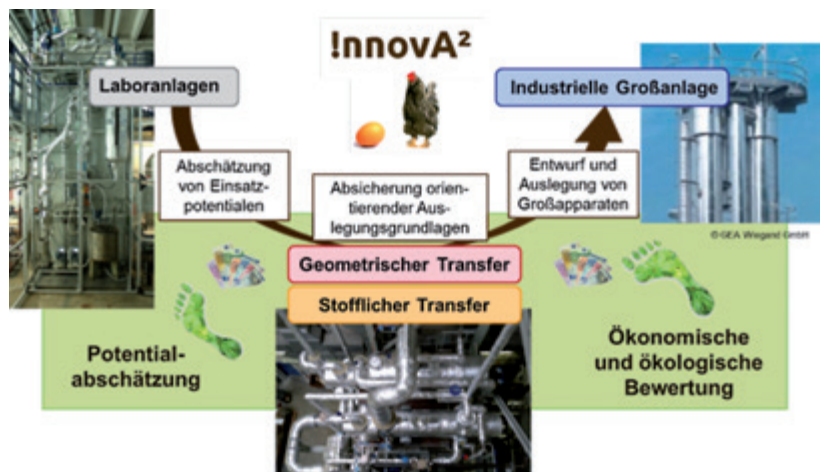 !nnovA²
Laboranlagen
Industrielle Großanlage
Abschätzung
von Einsatz-
potentialen
Absicherung orien-
tierender Aus-
legungsgrundlagen
Entwurf und
Auslegung von
Großapparaten
©GEA Wiegand GmbH
Geometrischer Transfer
Stofflicher Transfer
Potential-
abschätzung
Ökonomische
und ökologische
Bewertung